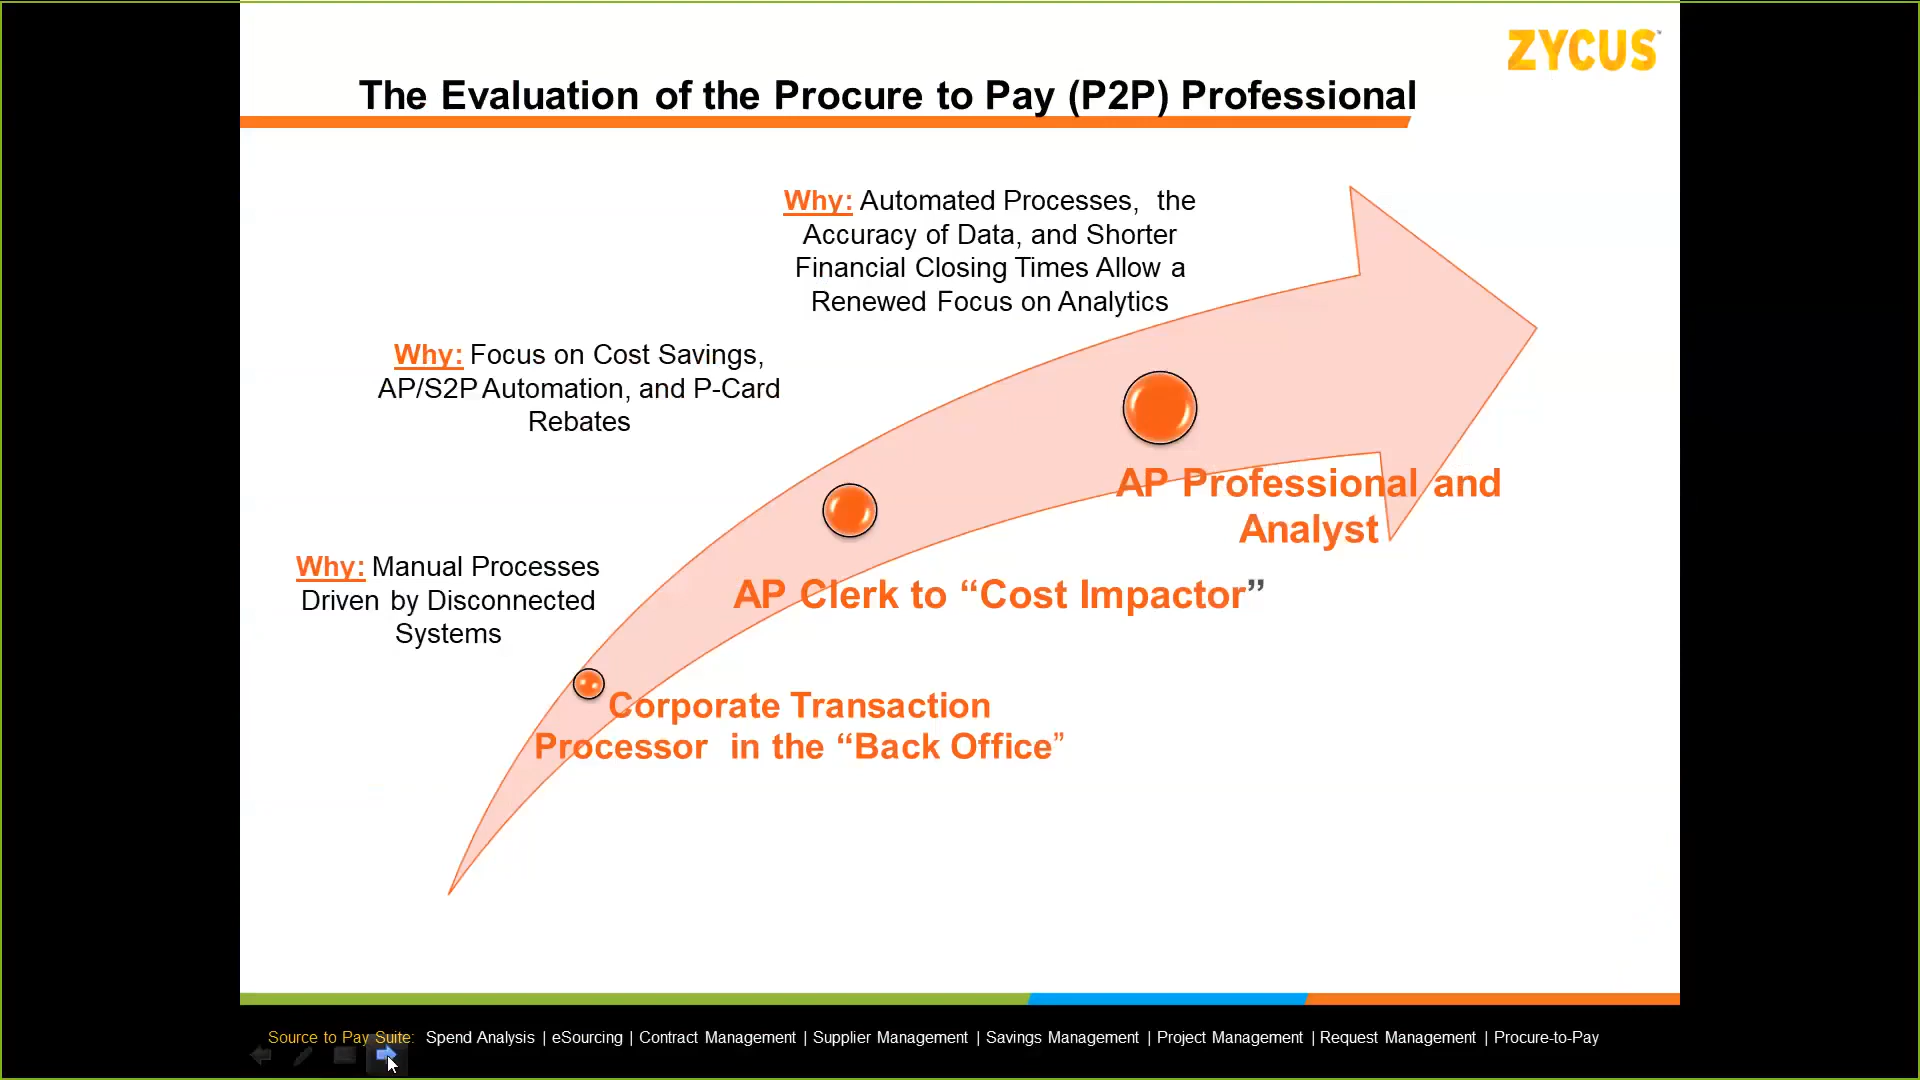 ZYCUS
The Evaluation of the Procure to Pay (P2P) Professional
Why: Automated Processes, the
Accuracy of Data, and Shorter
Financial Closing Times Allow a
Renewed Focus on Analytics
Why: Focus on Cost Savings,
AP/S2P Automation, and P-Card
Rebates
AP Professional and
Analyst
Why: Manual Processes
Driven by Disconnected
Systems
AP Clerk to “Cost Impactor”
Corporate Transaction
Processor in the “Back Office”
Source to Pay Suite: Spend Analysis | eSourcing | Contract Management | Supplier Management | Savings Management | Project Management | Request Management | Procure-to-Pay